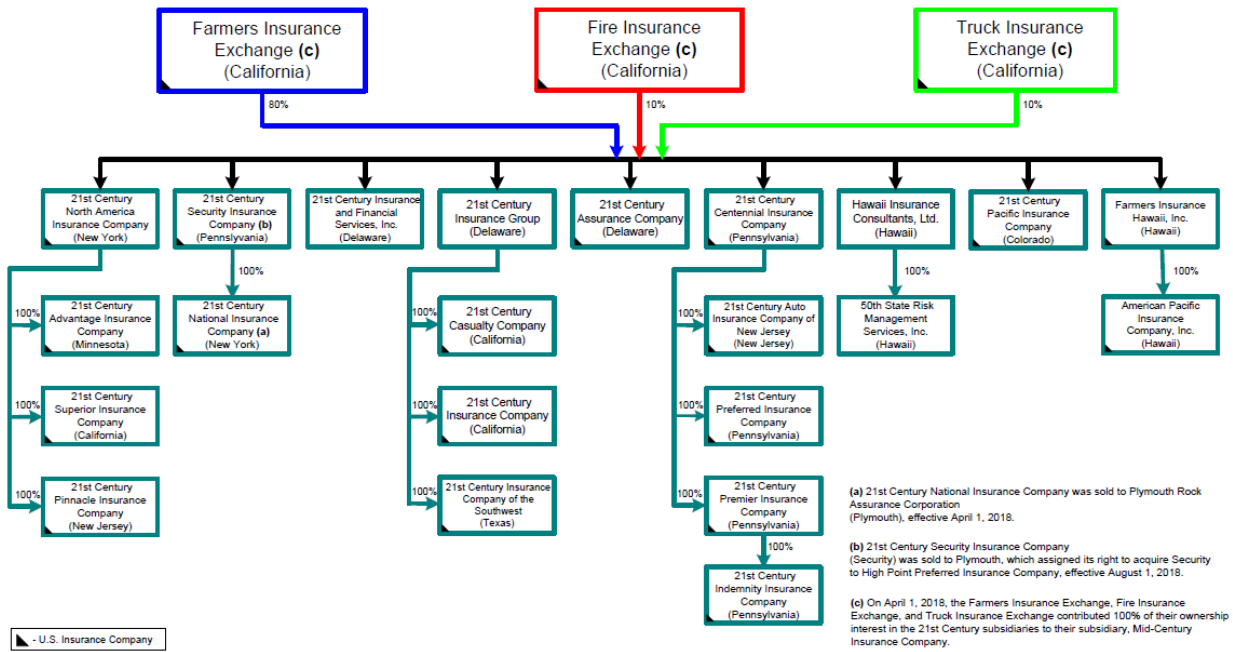 Farmers Insurance
Exchange (c)
(California)
Fire Insurance
Exchange (c)
(California)
Truck Insurance
Exchange (c)
(California)
80%
10%
10%
21st Century
North America
Insurance Company
(New York)
21st Century
Security Insurance
Company (b)
(Pennslyvania)
21st Century Insurance
and Financial
Services, Inc.
(Delaware)
21st Century
Insurance Group
(Delaware)
21st Century
Assurance Company
(Delaware)
21st Century
Centennial Insurance
Company
(Pennsylvania)
Hawaii Insurance
Consultants, Ltd.
(Hawaii)
21st Century
Pacific Insurance
Company
(Colorado)
Farmers Insurance
Hawaii, Inc.
(Hawaii)
100%
100%
100%
100%
21st Century
Advantage Insurance
Company
(Minnesota)
21st Century
National Insurance
Company (a)
(New York)
100%
21st Century
Casualty Company
(California)
100%
21st Century Auto
Insurance Company of
New Jersey
(New Jersey)
50th State Risk
Management
Services, Inc.
(Hawaii)
American Pacific
Insurance
Company, Inc.
(Hawaii)
100%
21st Century
Superior Insurance
Company
(California)
100%
21st Century
Insurance Company
(California)
100%
21st Century
Preferred Insurance
Company
(Pennsylvania)
100%
21st Century
Pinnacle Insurance
Company
(New Jersey)
100%
21st Century Insurance
Company of the
Southwest
(Texas)
100%
21st Century
Premier Insurance
Company
(Pennsylvania)
100%
21st Century
Indemnity Insurance
Company
(Pennsylvania)
(a) 21st Century National Insurance Company was sold to Plymouth Rock
Assurance Corporation
(Plymouth), effective April 1, 2018.
(b) 21st Century Security Insurance Company
(Security) was sold to Plymouth, which assigned its right to acquire Security
to High Point Preferred Insurance Company, effective August 1, 2018.
(c) On April 1, 2018, the Farmers Insurance Exchange, Fire Insurance
Exchange, and Truck Insurance Exchange contributed 100% of their ownership
interest in the 21st Century subsidiaries to their subsidiary, Mid-Century
Insurance Company.
- U.S. Insurance Company